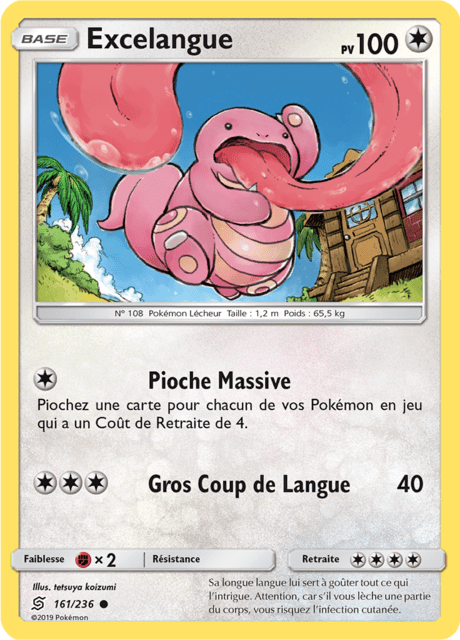 BASE Excelangue PV 100
N° 108 Pokémon Lécheur Taille : 1,2 m Poids : 65,5 kg
Pioche Massive
Piochez une carte pour chacun de vos Pokémon en jeu
qui a un Coût de Retraite de 4.
Gros Coup de Langue 40
Faiblesse × 2 Résistance Retraite
Illus. tetsuya koizumi
161/236
©2019 Pokémon
Sa longue langue lui sert à goûter tout ce qui
l'intrigue. Attention, car s'il vous lèche une partie
du corps, vous risquez l'infection cutanée.